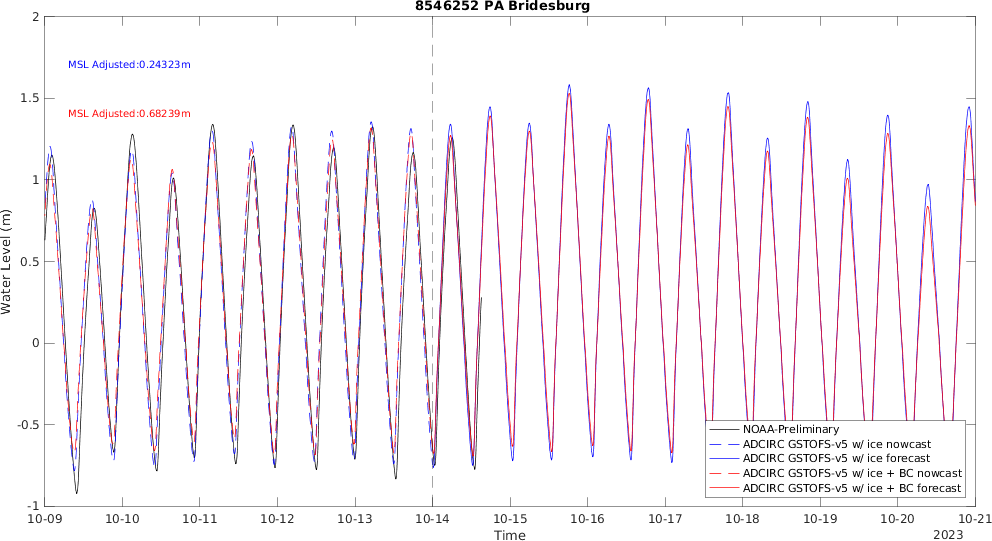 8546252 PA Bridesburg
MSL Adjusted:0.24323m
MSL Adjusted:0.68239m
Water Level (m)
2
1.5
1
0.5
0
-0.5
-1
NOAA-Preliminary
ADCIRC GSTOFS-v5 w/ ice nowcast
ADCIRC GSTOFS-v5 w/ ice forecast
ADCIRC GSTOFS-v5 w/ ice + BC nowcast
ADCIRC GSTOFS-v5 w/ ice + BC forecast
10-09 10-10 10-11 10-12 10-13 10-14 10-15 10-16 10-17 10-18 10-19 10-20 10-21
Time
2023